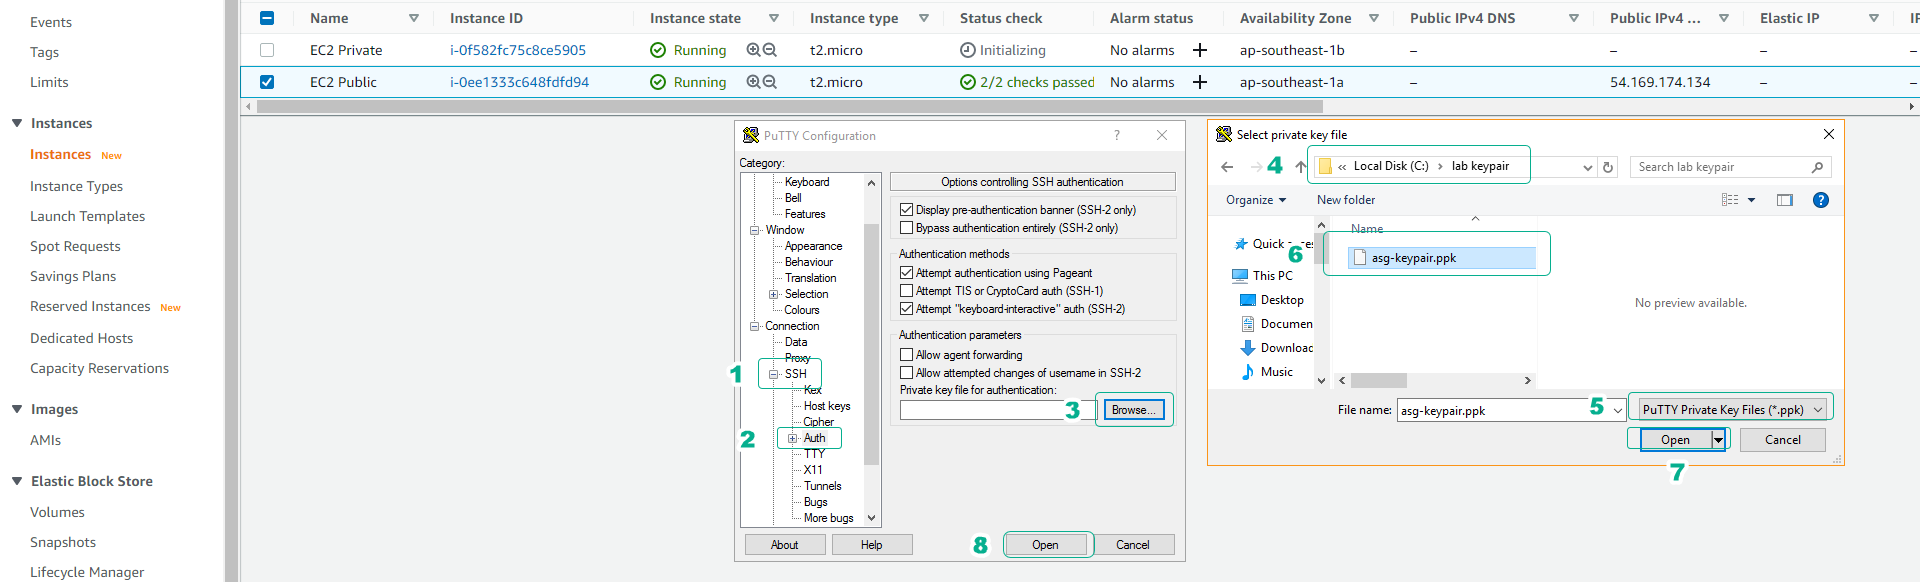 Events
Tags
Limits
Instances
Instances New
Instance Types
Launch Templates
Spot Requests
Savings Plans
Reserved Instances New
Dedicated Hosts
Capacity Reservations
Images
AMIs
Elastic Block Store
Volumes
Snapshots
Lifecycle Manager
Name Instance ID Instance state Instance type Status check Alarm status Availability Zone Public IPv4 DNS Public IPv4 ... Elastic IP
EC2 Private i-0f582fc75c8ce5905 Running t2.micro Initializing No alarms + ap-southeast-1b – – – –
EC2 Public i-0ee1333c648fdfd94 Running t2.micro 2/2 checks passed No alarms + ap-southeast-1a – 54.169.174.134 – –
PuTTY Configuration ?
Category:
Keyboard
Bell
Features
Window
Appearance
Behaviour
Translation
Selection
Colours
Connection
Data
Proxy
1 SSH
Kex
Host keys
Cipher
2 Auth
TTY
X11
Tunnels
Bugs
More bugs
Options controlling SSH authentication
Display pre-authentication banner (SSH-2 only)
Bypass authentication entirely (SSH-2 only)
Authentication methods
Attempt authentication using Pageant
Attempt TIS or CryptoCard auth (SSH-1)
Attempt "keyboard-interactive" auth (SSH-2)
Authentication parameters
Allow agent forwarding
Allow attempted changes of username in SSH-2
Private key file for authentication:
3 Browse...
About Help 8 Open Cancel
Select private key file
4 « Local Disk (C:) › lab keypair Search lab keypair
Organize New folder ?
Quick
This PC
Desktop
Documen
Downloac
Music
Name
6 asg-keypair.ppk
No preview available.
File name: asg-keypair.ppk 5 PuTTY Private Key Files (*.ppk)
Open Cancel
7